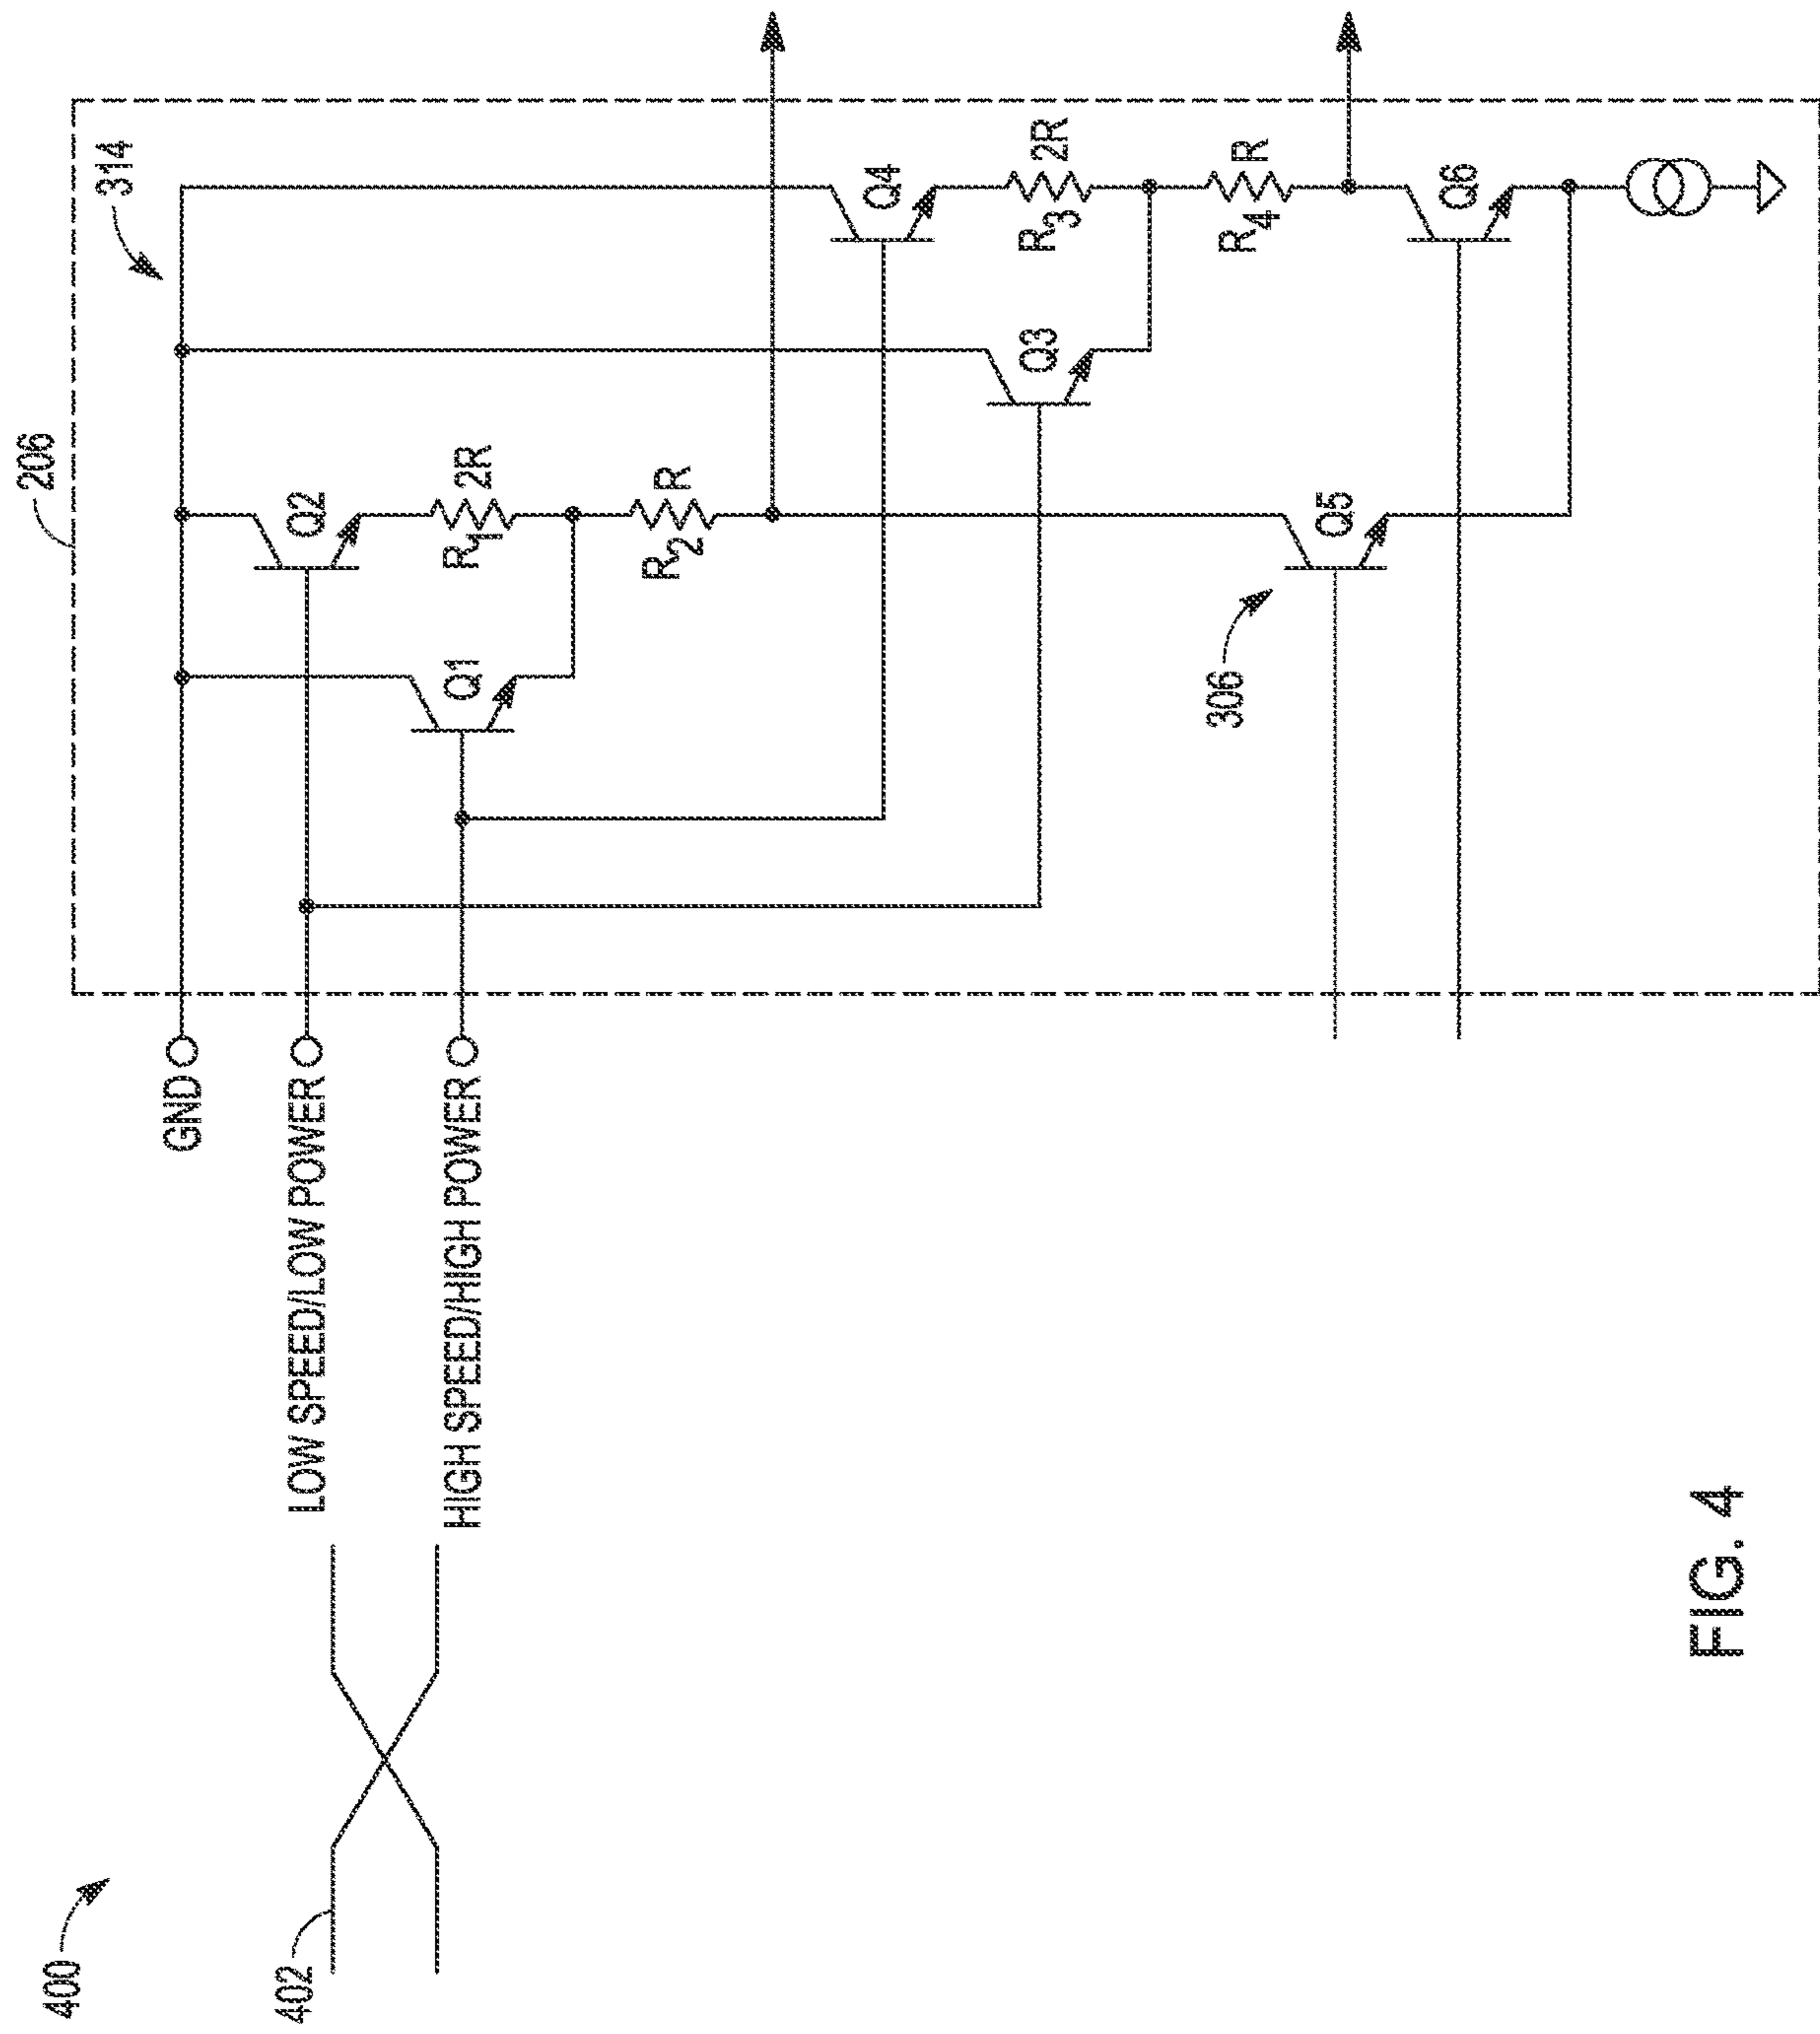 400
402
GND
LOW SPEED/LOW POWER
HIGH SPEED/HIGH POWER
206
314
Q1
Q2
R1 2R
R2 R
Q4
Q3
R3 2R
R4 R
306
Q5
Q6
FIG. 4